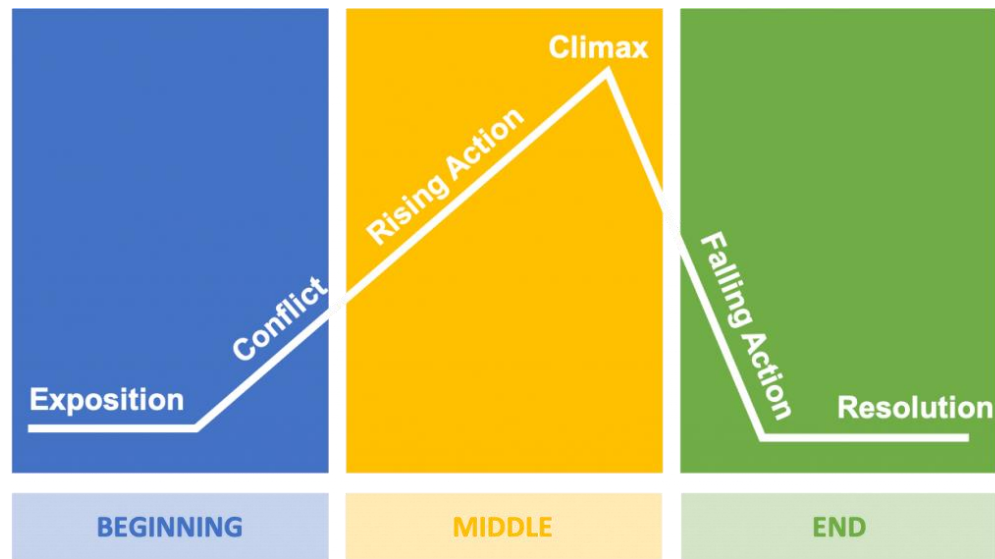 Exposition
Conflict
Rising Action
Climax
Falling Action
Resolution
BEGINNING
MIDDLE
END